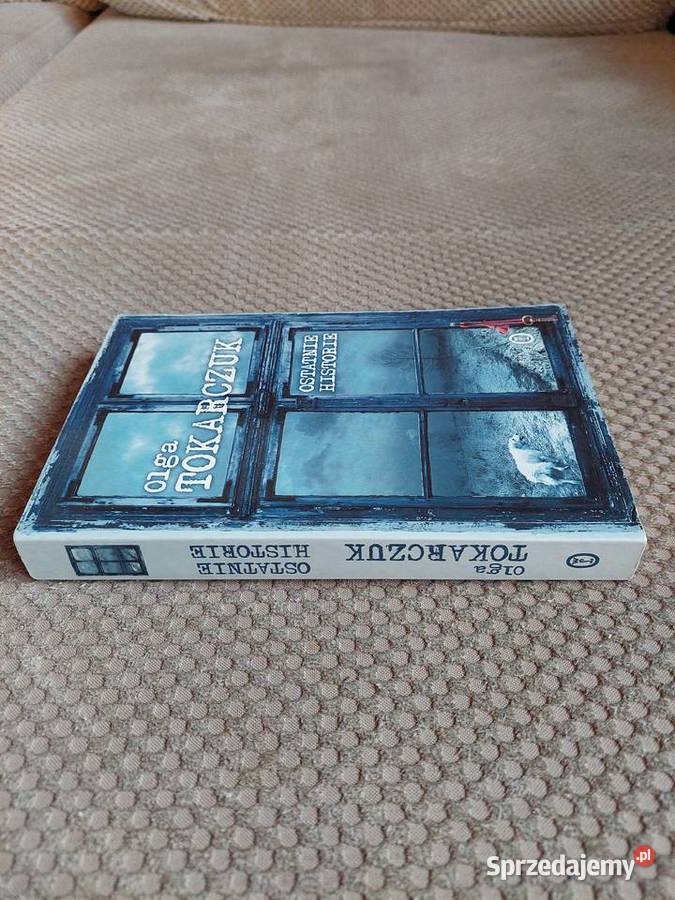 olga
TOKARCZUK
OSTATNIE
HISTORIE
olga
TOKARCZUK
OSTATNIE
HISTORIE
Sprzedajemy.pl